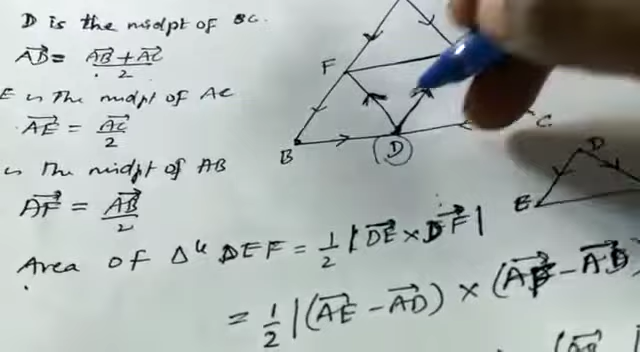 D is the midpt of BC.
AD = AB + AC / 2
E is the midpt of AC
AE = AC / 2
is the midpt of AB
AF = AB / 2
F
B
D
C
D
E
Area of Δle DEF = 1/2 | DE × DF |
= 1/2 | (AE - AD) × (AF - AD)